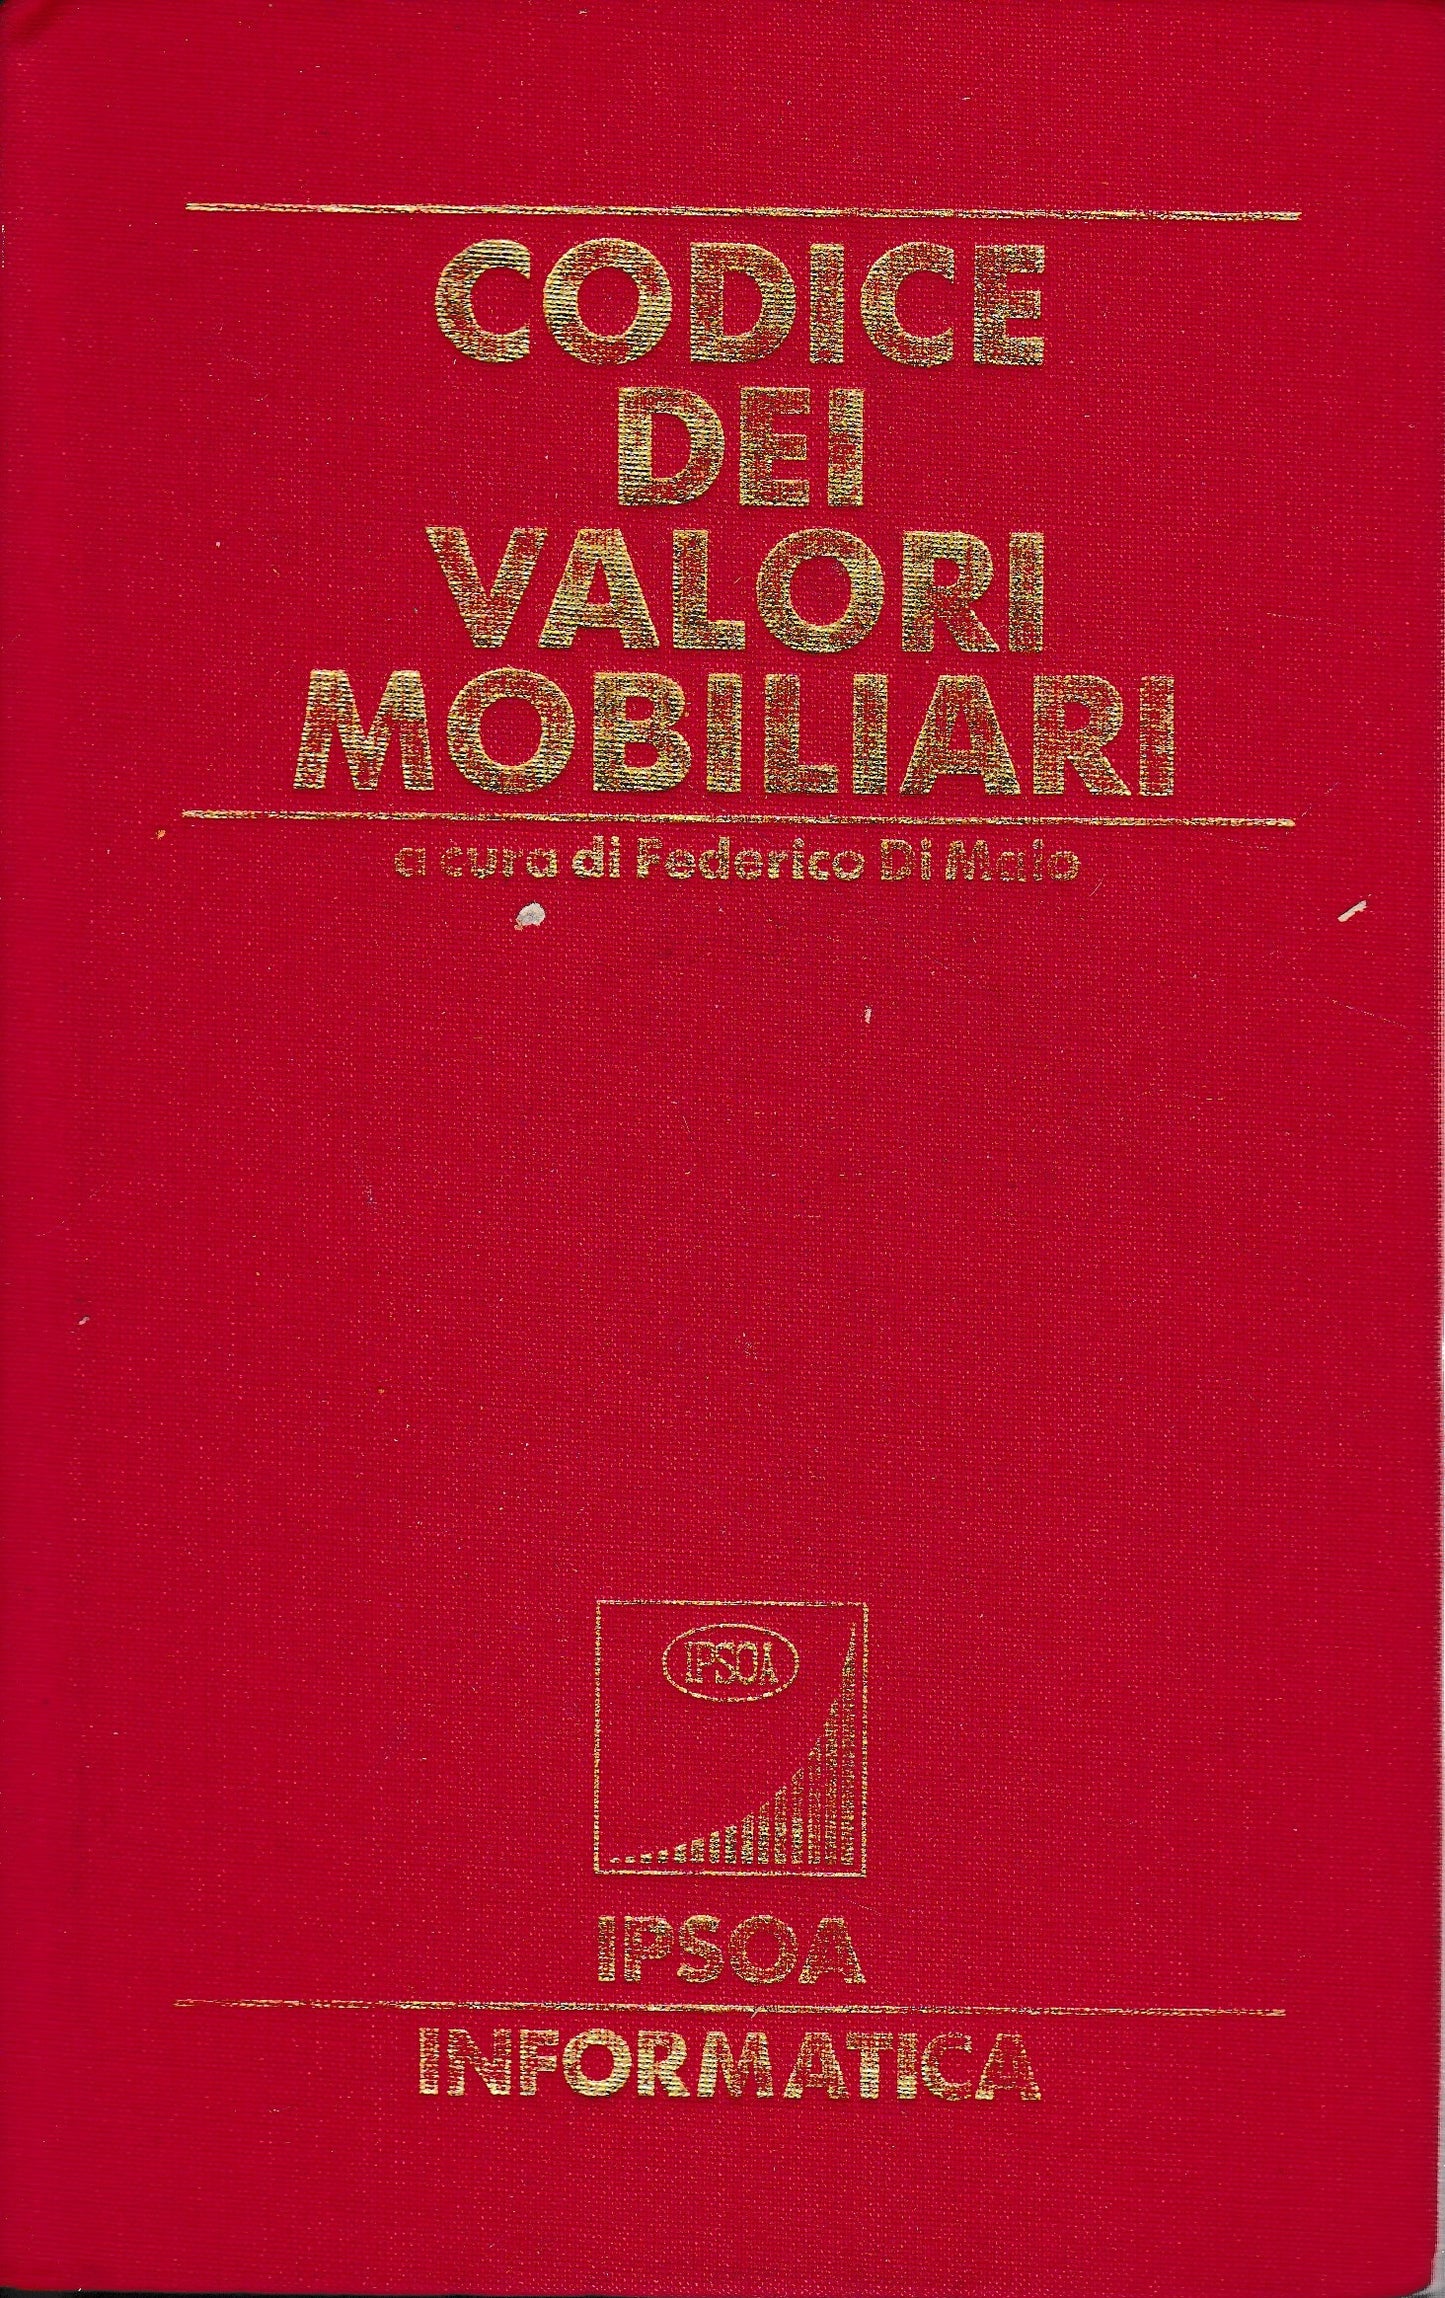 CODICE
DEI
VALORI
MOBILIARI
a cura di Federico Di Maio
IPSOA
IPSOA
INFORMATICA